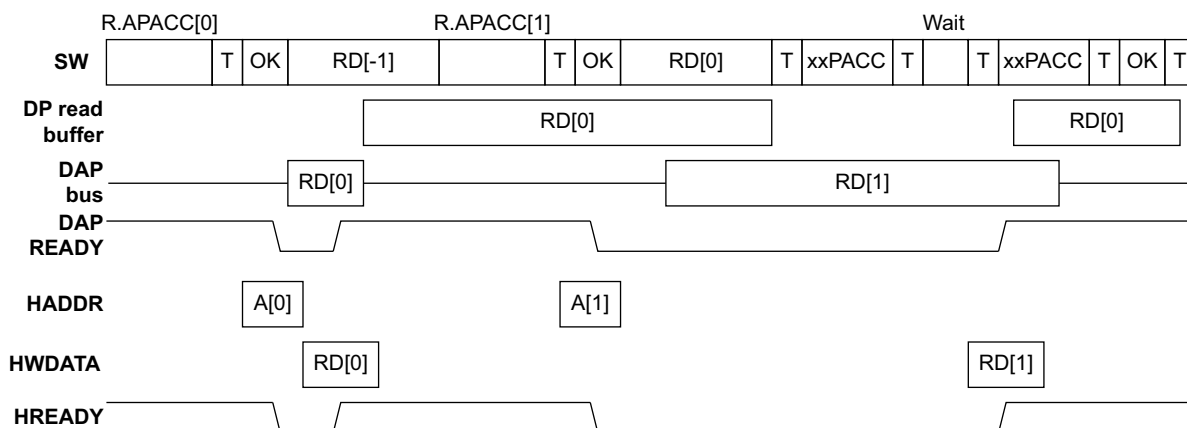 R.APACC[0] R.APACC[1] Wait
SW T OK RD[-1] T OK RD[0] T xxPACC T T xxPACC T OK T
DP read
buffer
RD[0] RD[0]
DAP
bus
RD[0] RD[1]
DAP
READY
HADDR A[0] A[1]
HWDATA RD[0] RD[1]
HREADY